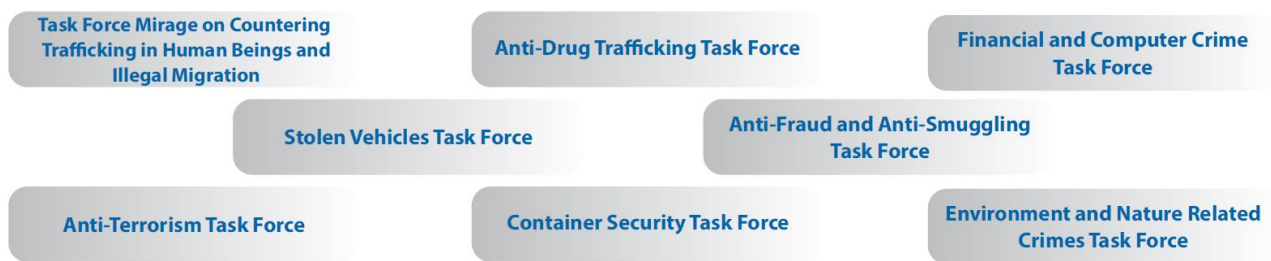 Task Force Mirage on Countering
Trafficking in Human Beings and
Illegal Migration
Anti-Drug Trafficking Task Force
Financial and Computer Crime
Task Force
Stolen Vehicles Task Force
Anti-Fraud and Anti-Smuggling
Task Force
Anti-Terrorism Task Force
Container Security Task Force
Environment and Nature Related
Crimes Task Force